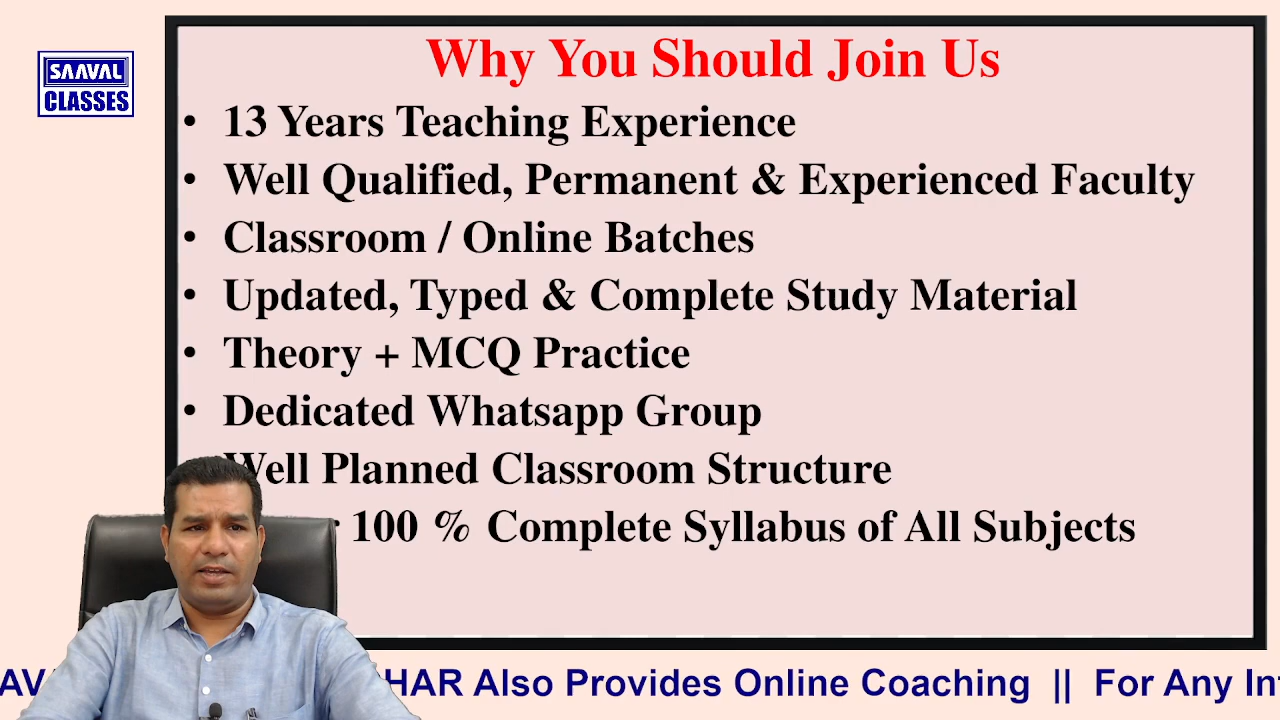 SAAVAL
CLASSES
Why You Should Join Us
• 13 Years Teaching Experience
• Well Qualified, Permanent & Experienced Faculty
• Classroom / Online Batches
• Updated, Typed & Complete Study Material
• Theory + MCQ Practice
• Dedicated Whatsapp Group
Well Planned Classroom Structure
100 % Complete Syllabus of All Subjects
HAR Also Provides Online Coaching || For Any